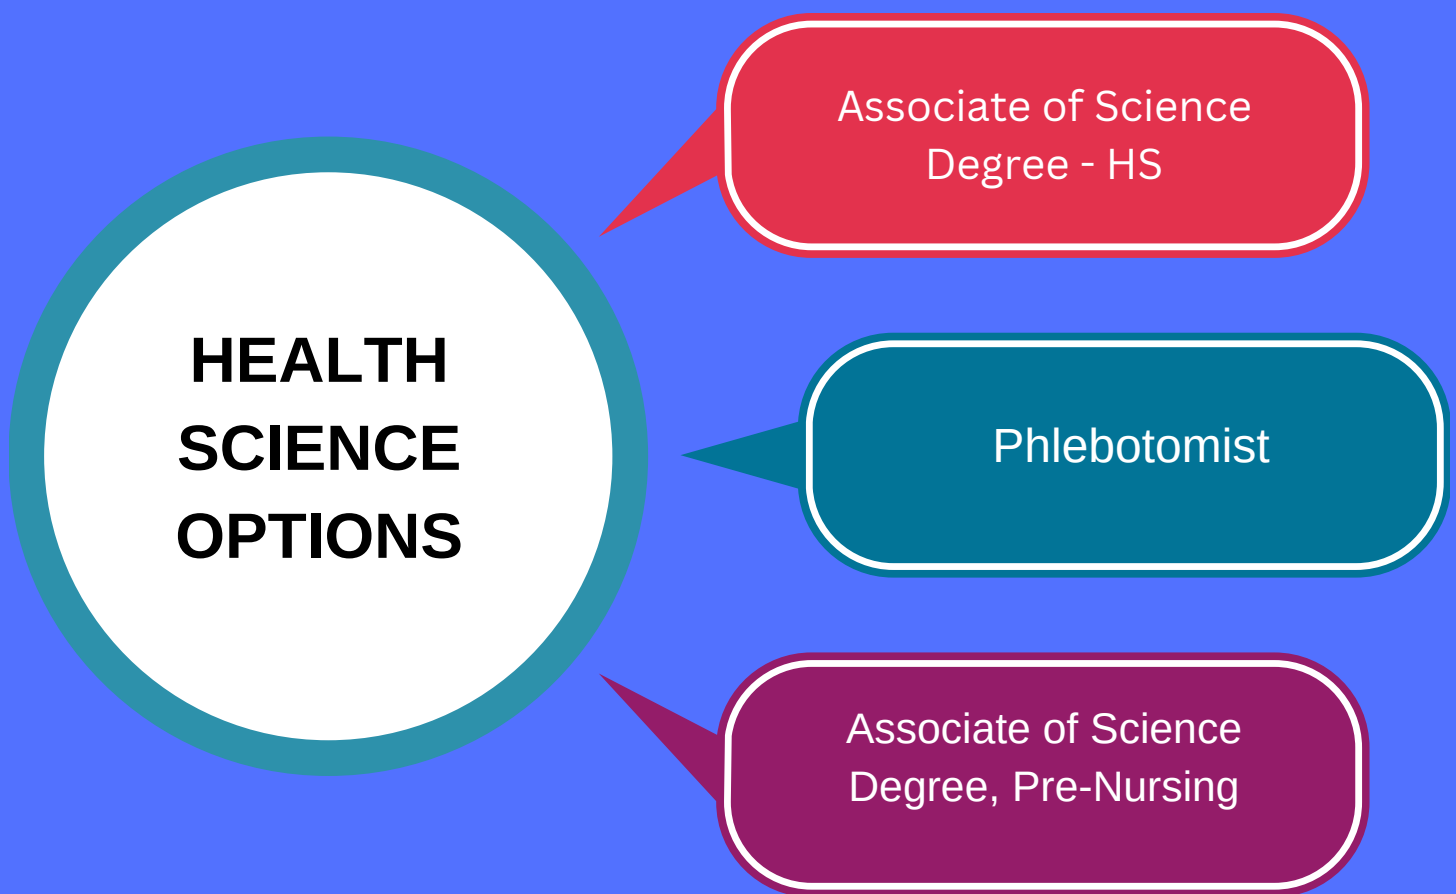 HEALTH
SCIENCE
OPTIONS
Associate of Science
Degree - HS
Phlebotomist
Associate of Science
Degree, Pre-Nursing